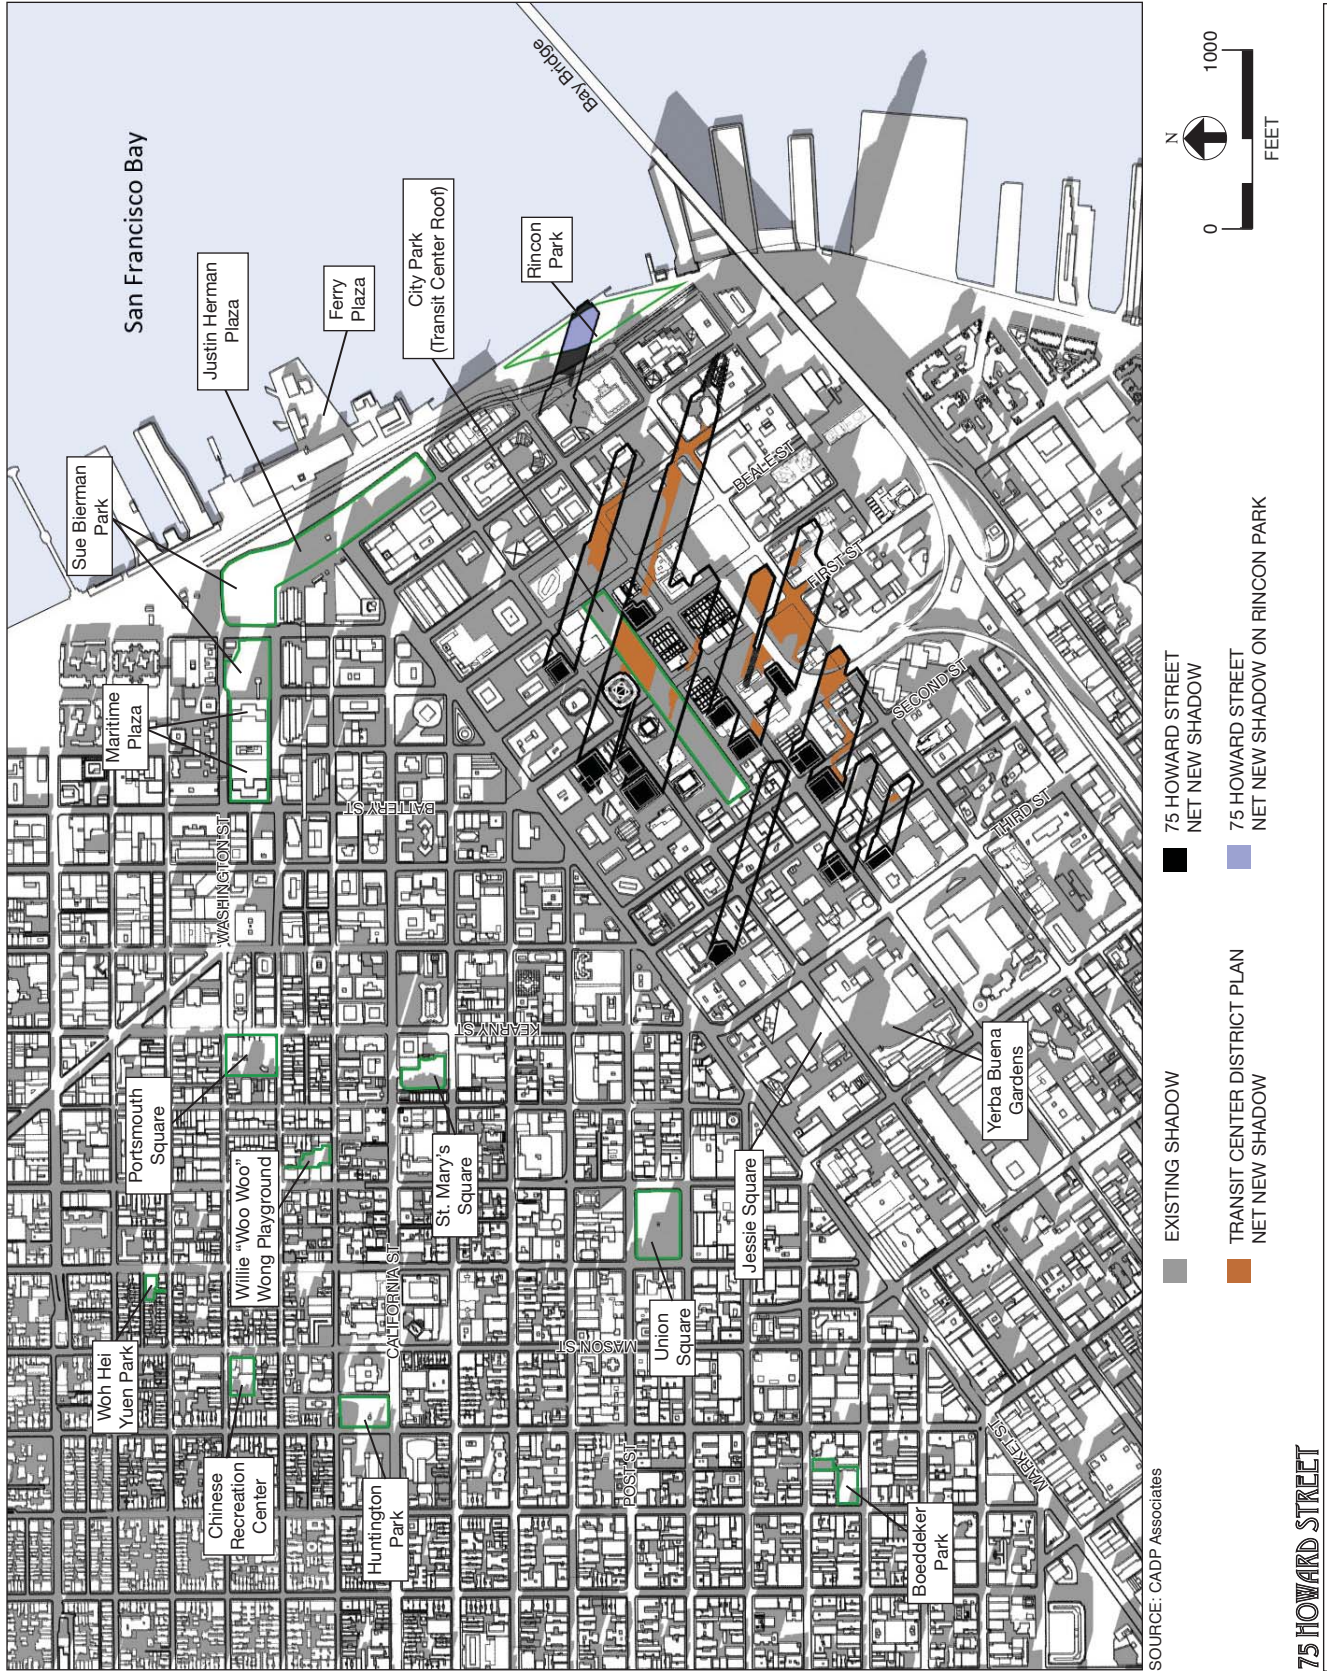 San Francisco Bay
Bay Bridge
Justin Herman
Plaza
Ferry
Plaza
City Park
(Transit Center Roof)
Rincon
Park
Sue Bierman
Park
Maritime
Plaza
BATTERY ST
WASHINGTON ST
BEALE ST
FIRST ST
SECOND ST
THIRD ST
KEARNY ST
Portsmouth
Square
Willie “Woo Woo”
Wong Playground
St. Mary's
Square
Woh Hei
Yuen Park
CALIFORNIA ST
Chinese
Recreation
Center
Huntington
Park
MASON ST
Union
Square
POST ST
Jessie Square
Yerba Buena
Gardens
Boeddeker
Park
MARKET ST
N
0
1000
FEET
SOURCE: CADP Associates
EXISTING SHADOW
TRANSIT CENTER DISTRICT PLAN
NET NEW SHADOW
75 HOWARD STREET
NET NEW SHADOW
75 HOWARD STREET
NET NEW SHADOW ON RINCON PARK
75 HOWARD STREET